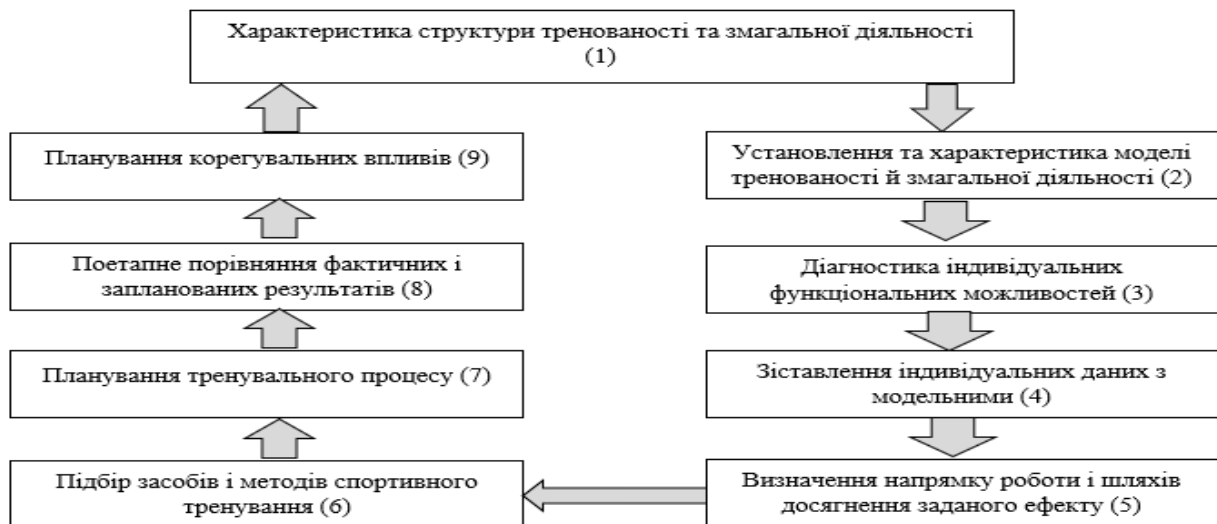 Характеристика структури тренованості та змагальної діяльності
(1)
Установлення та характеристика моделі
тренованості й змагальної діяльності (2)
Діагностика індивідуальних
функціональних можливостей (3)
Зіставлення індивідуальних даних з
модельними (4)
Визначення напрямку роботи і шляхів
досягнення заданого ефекту (5)
Підбір засобів і методів спортивного
тренування (6)
Планування тренувального процесу (7)
Поетапне порівняння фактичних і
запланованих результатів (8)
Планування корегувальних впливів (9)